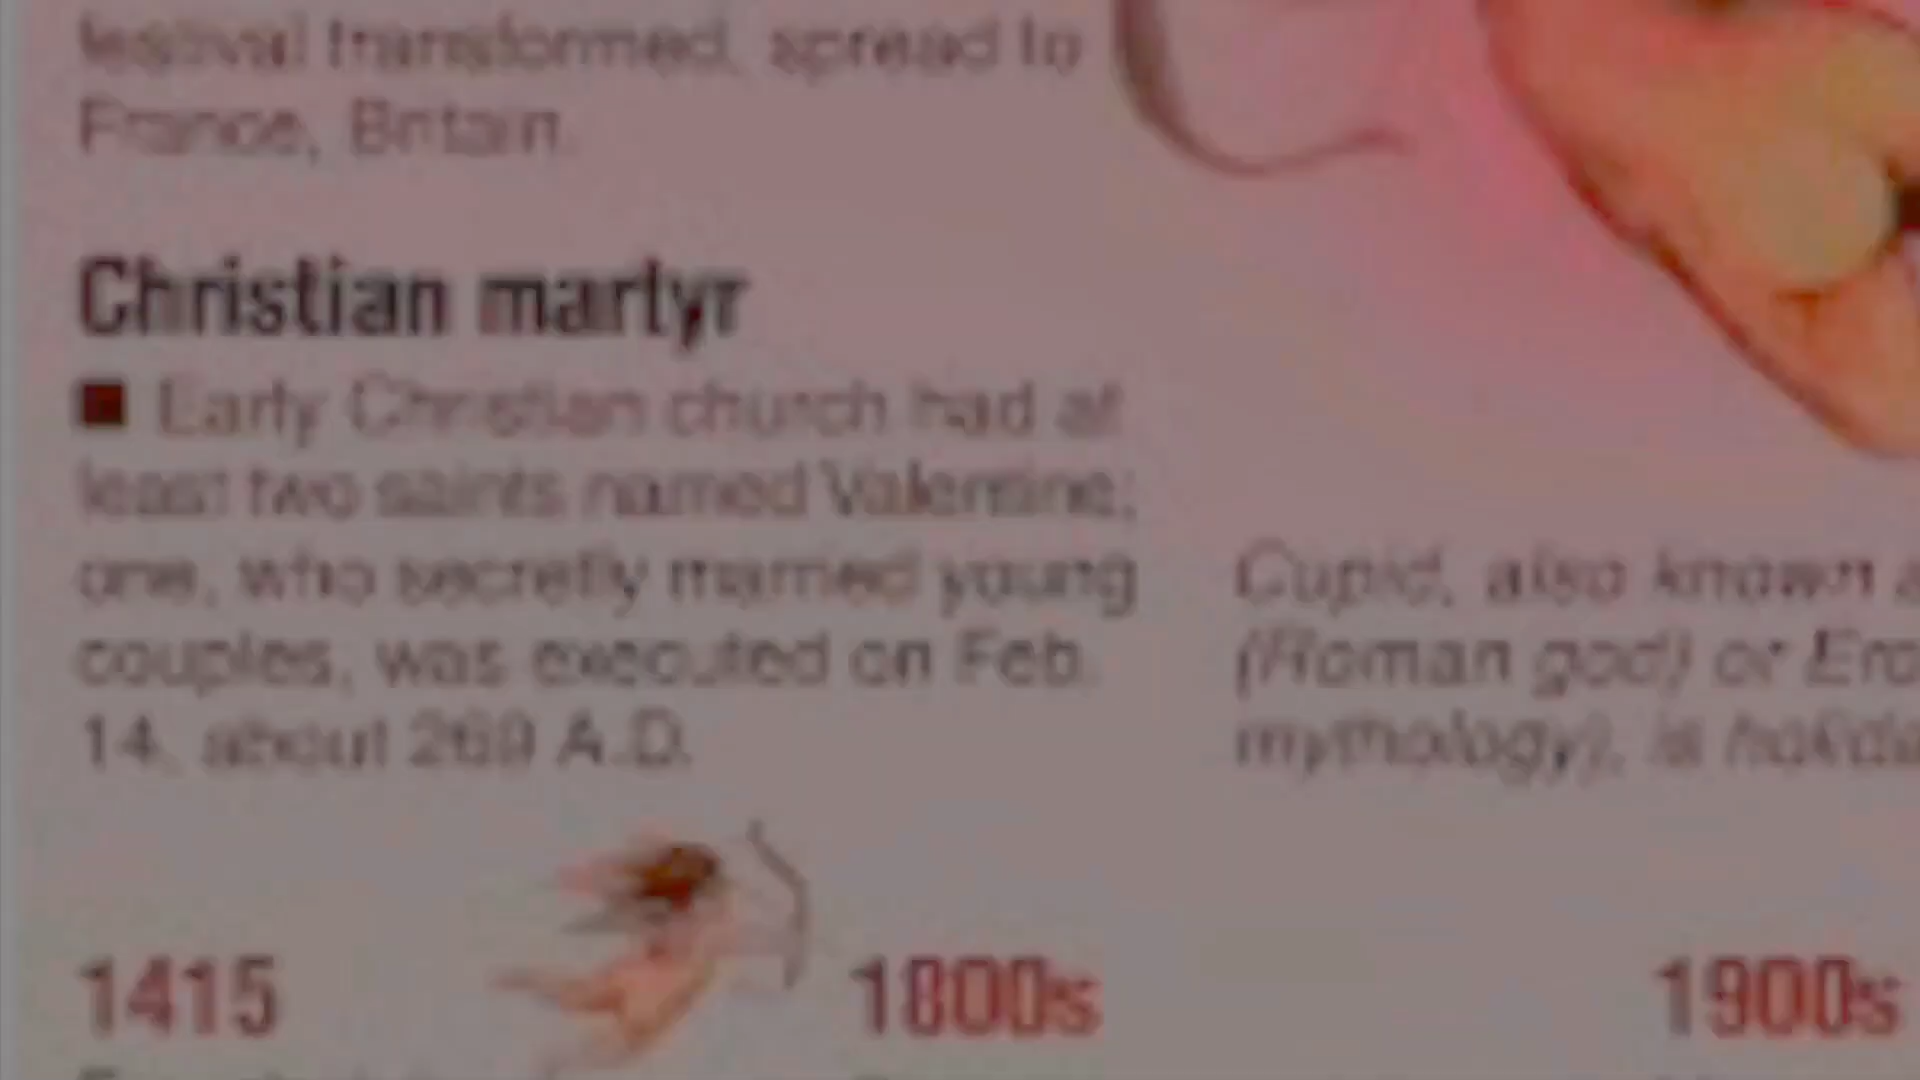 festival transformed, spread to
France, Britain.
Christian martyr
■ Early Christian church had at
least two saints named Valentine;
one, who secretly married young
couples, was executed on Feb.
14, about 269 A.D.
Cupid, also known
(Roman god) or
mythology), is
1415
1800s
1900s